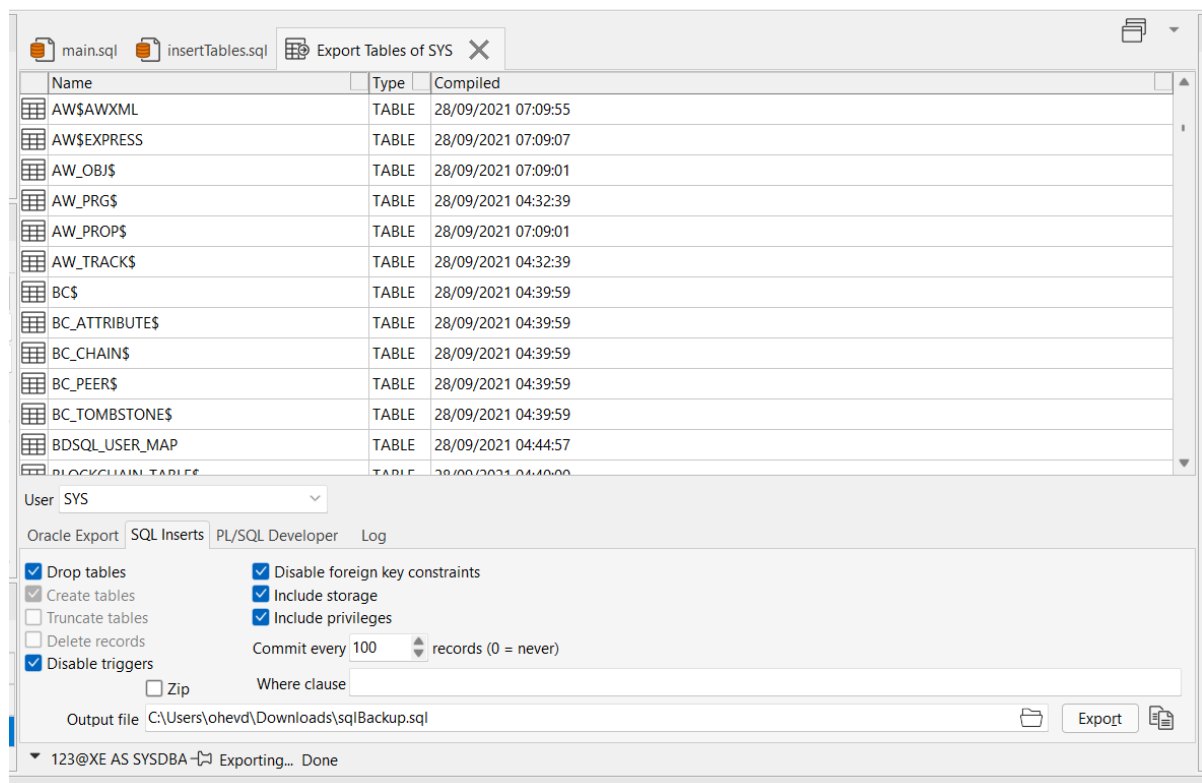 main.sql insertTables.sql Export Tables of SYS
Name Type Compiled
AW$AWXML TABLE 28/09/2021 07:09:55
AW$EXPRESS TABLE 28/09/2021 07:09:07
AW_OBJ$ TABLE 28/09/2021 07:09:01
AW_PRG$ TABLE 28/09/2021 04:32:39
AW_PROP$ TABLE 28/09/2021 07:09:01
AW_TRACK$ TABLE 28/09/2021 04:32:39
BC$ TABLE 28/09/2021 04:39:59
BC_ATTRIBUTE$ TABLE 28/09/2021 04:39:59
BC_CHAIN$ TABLE 28/09/2021 04:39:59
BC_PEER$ TABLE 28/09/2021 04:39:59
BC_TOMBSTONE$ TABLE 28/09/2021 04:39:59
BDSQL_USER_MAP TABLE 28/09/2021 04:44:57
BLOCKCHAIN_TABLE$ TABLE 28/09/2021
User SYS
Oracle Export SQL Inserts PL/SQL Developer Log
Drop tables Disable foreign key constraints
Create tables Include storage
Truncate tables Include privileges
Delete records Commit every 100 records (0 = never)
Disable triggers
Zip Where clause
Output file C:\Users\ohevd\Downloads\sqlBackup.sql Export
123@XE AS SYSDBA Exporting... Done